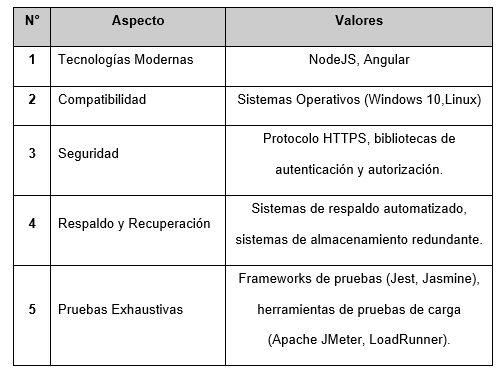 N° Aspecto Valores
1 Tecnologías Modernas NodeJS, Angular
2 Compatibilidad Sistemas Operativos (Windows 10,Linux)
3 Seguridad Protocolo HTTPS, bibliotecas de
autenticación y autorización.
4 Respaldo y Recuperación Sistemas de respaldo automatizado,
sistemas de almacenamiento redundante.
5 Pruebas Exhaustivas Frameworks de pruebas (Jest, Jasmine),
herramientas de pruebas de carga
(Apache JMeter, LoadRunner).